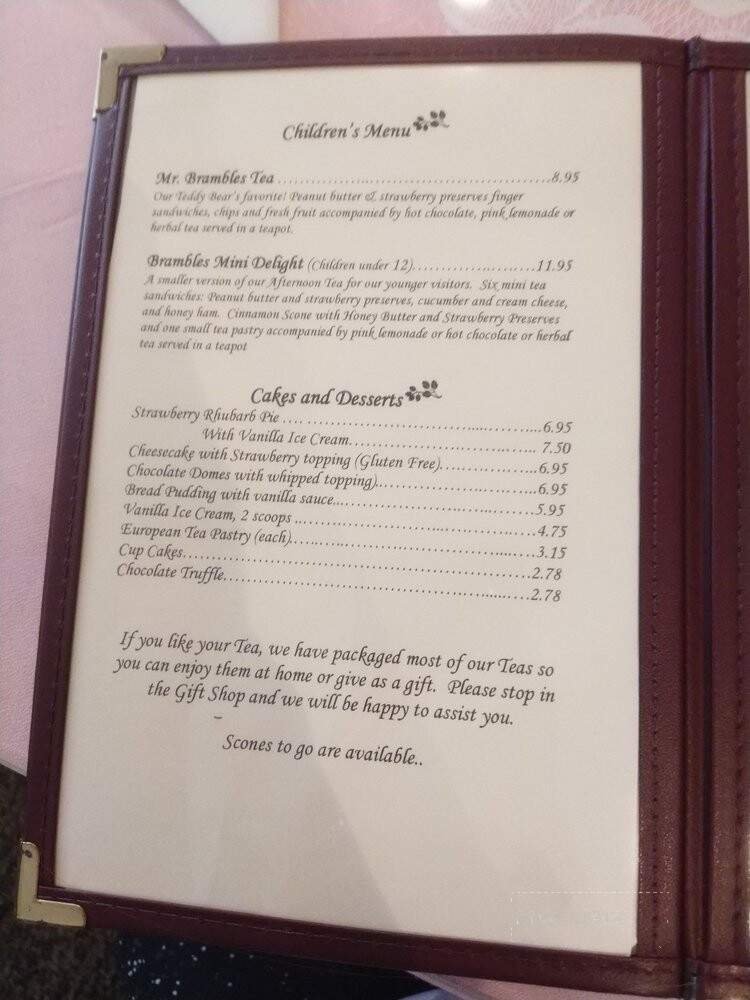 Children's Menu
Mr. Brambles Tea ................................................8.95
Our Teddy Bear's favorite! Peanut butter & strawberry preserves finger
sandwiches, chips and fresh fruit accompanied by hot chocolate, pink lemonade or
herbal tea served in a teapot.
Brambles Mini Delight (Children under 12)......................11.95
A smaller version of our Afternoon Tea for our younger visitors. Six mini tea
sandwiches: Peanut butter and strawberry preserves, cucumber and cream cheese,
and honey ham. Cinnamon Scone with Honey Butter and Strawberry Preserves
and one small tea pastry accompanied by pink lemonade or hot chocolate or herbal
tea served in a teapot
Cakes and Desserts
Strawberry Rhubarb Pie .... ........................................6.95
With Vanilla Ice Cream................................ 7.50
Cheesecake with Strawberry topping (Gluten Free)..................6.95
Chocolate Domes with whipped topping)...........................6.95
Bread Pudding with vanilla sauce...................................5.95
Vanilla Ice Cream, 2 scoops ..........................................4.75
European Tea Pastry (each)..........................................3.15
Cup Cakes............................................................2.78
Chocolate Truffle.....................................................2.78
If you like your Tea, we have packaged most of our Teas so
you can enjoy them at home or give as a gift. Please stop in
the Gift Shop and we will be happy to assist you.
Scones to go are available..